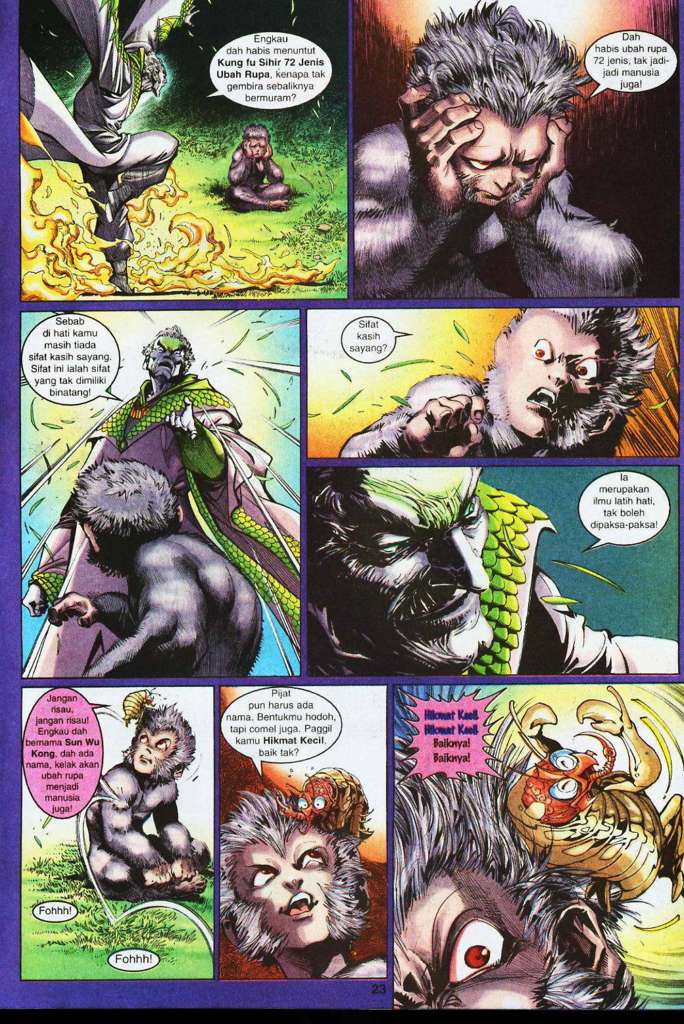 Engkau
dah habis menuntut
Kung fu Sihir 72 Jenis
Ubah Rupa, kenapa tak
gembira sebaliknya
bermuram?
Dah
habis ubah rupa
72 jenis, tak jadi-
jadi manusia
juga!
Sebab
di hati kamu
masih tiada
sifat kasih sayang.
Sifat ini ialah sifat
yang tak dimiliki
binatang!
Sifat
kasih
sayang?
Ia
merupakan
ilmu latih hati,
tak boleh
dipaksa-paksa!
Jangan
risau,
jangan risau!
Engkau dah
bernama Sun Wu
Kong, dah ada
nama, kelak akan
ubah rupa
menjadi
manusia
juga!
Fohhh!
Fohhh!
Pijat
pun harus ada
nama. Bentukmu hodoh,
tapi comel juga. Paggil
kamu Hikmat Kecil,
baik tak?
Hikmat Kecil,
Hikmat Kecil
Baiknya!
Baiknya!
23